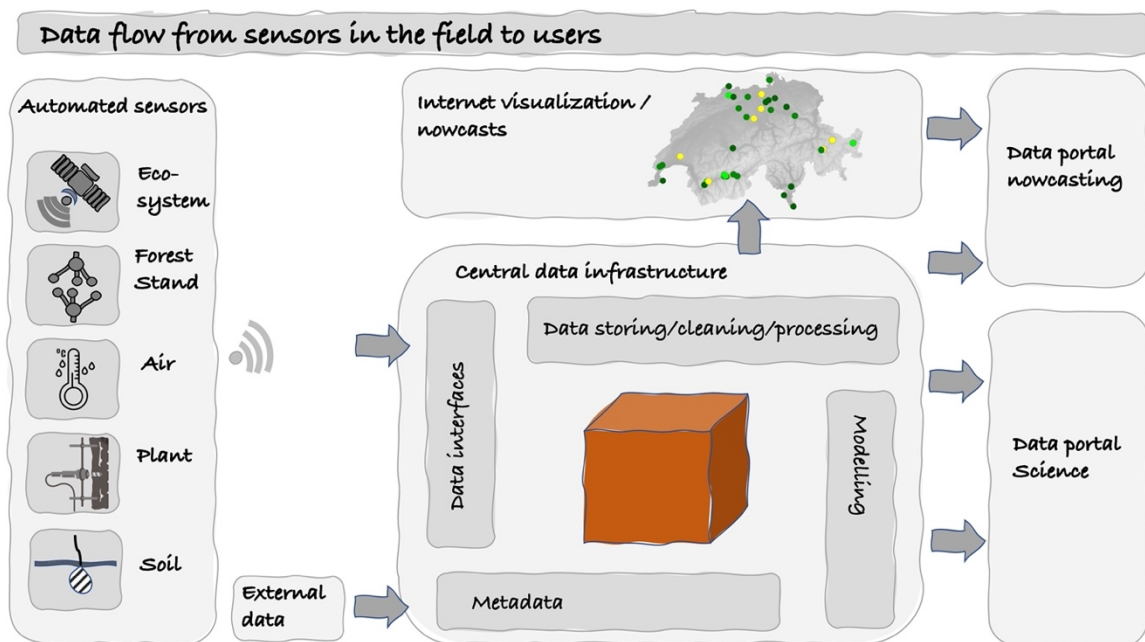 Data flow from sensors in the field to users
Automated sensors
Eco-
system
Forest
Stand
°C
Air
Plant
Soil
External
data
Internet visualization /
nowcasts
Central data infrastructure
Data storing/cleaning/processing
Data interfaces
Modelling
Metadata
Data portal
nowcasting
Data portal
Science